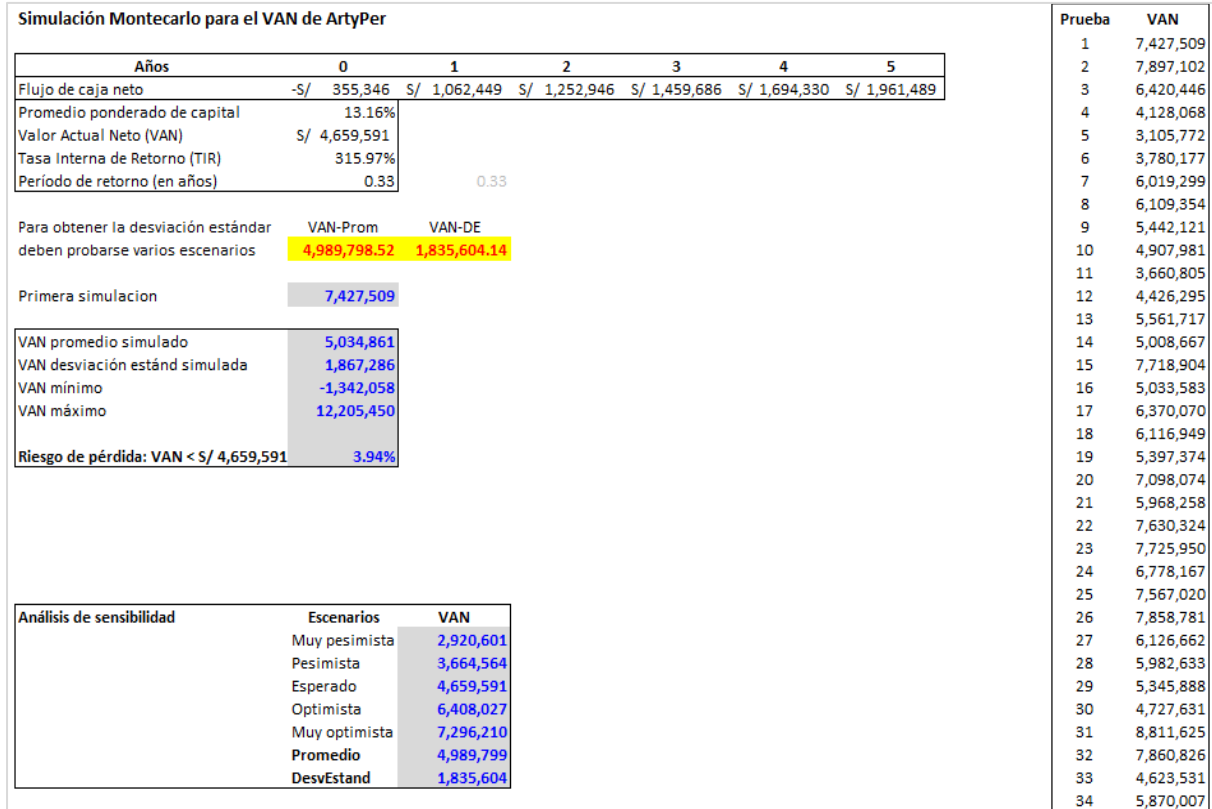 Simulación Montecarlo para el VAN de ArtyPer
Años 0 1 2 3 4 5
Flujo de caja neto -S/ 355,346 S/ 1,062,449 S/ 1,252,946 S/ 1,459,686 S/ 1,694,330 S/ 1,961,489
Promedio ponderado de capital 13.16%
Valor Actual Neto (VAN) S/ 4,659,591
Tasa Interna de Retorno (TIR) 315.97%
Período de retorno (en años) 0.33 0.33
Para obtener la desviación estándar VAN-Prom VAN-DE
deben probarse varios escenarios 4,989,798.52 1,835,604.14
Primera simulacion 7,427,509
VAN promedio simulado 5,034,861
VAN desviación estánd simulada 1,867,286
VAN mínimo -1,342,058
VAN máximo 12,205,450
Riesgo de pérdida: VAN < S/ 4,659,591 3.94%
Análisis de sensibilidad Escenarios VAN
Muy pesimista 2,920,601
Pesimista 3,664,564
Esperado 4,659,591
Optimista 6,408,027
Muy optimista 7,296,210
Promedio 4,989,799
DesvEstand 1,835,604
Prueba VAN
1 7,427,509
2 7,897,102
3 6,420,446
4 4,128,068
5 3,105,772
6 3,780,177
7 6,019,299
8 6,109,354
9 5,442,121
10 4,907,981
11 3,660,805
12 4,426,295
13 5,561,717
14 5,008,667
15 7,718,904
16 5,033,583
17 6,370,070
18 6,116,949
19 5,397,374
20 7,098,074
21 5,968,258
22 7,630,324
23 7,725,950
24 6,778,167
25 7,567,020
26 7,858,781
27 6,126,662
28 5,982,633
29 5,345,888
30 4,727,631
31 8,811,625
32 7,860,826
33 4,623,531
34 5,870,007